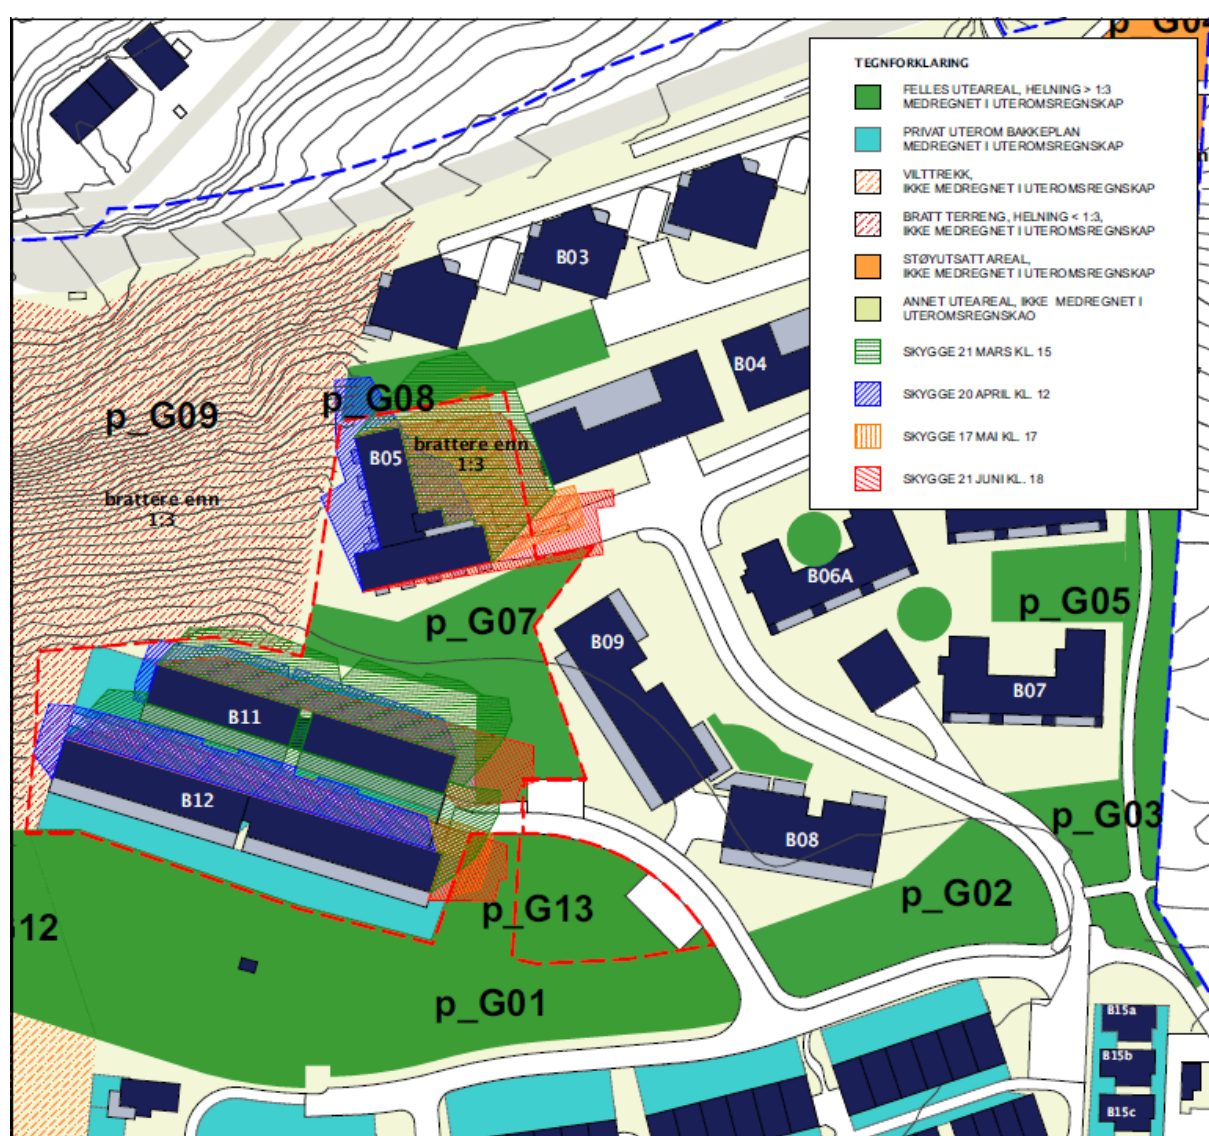 p_G04
TEGNFORKLARING
FELLES UTEAREAL, HELNING > 1:3
MEDREGNET I UTEROMSREGNSKAP
PRIVAT UTEROM BAKKEPLAN
MEDREGNET I UTEROMSREGNSKAP
VILTTREKK,
IKKE MEDREGNET I UTEROMSREGNSKAP
BRATT TERRENG, HELNING < 1:3,
IKKE MEDREGNET I UTEROMSREGNSKAP
STØYUTSATT AREAL,
IKKE MEDREGNET I UTEROMSREGNSKAP
ANNET UTEAREAL, IKKE MEDREGNET I
UTEROMSREGNSKAO
SKYGGE 21 MARS KL. 15
SKYGGE 20 APRIL KL. 12
SKYGGE 17 MAI KL. 17
SKYGGE 21 JUNI KL. 18
B03
B04
p_G08
p_G09
brattere enn
1:3
B05
brattere enn
1:3
B06A
p_G05
p_G07
B09
B07
B11
B12
B08
p_G03
p_G02
p_G13
12
p_G01
B15a
B15b
B15c